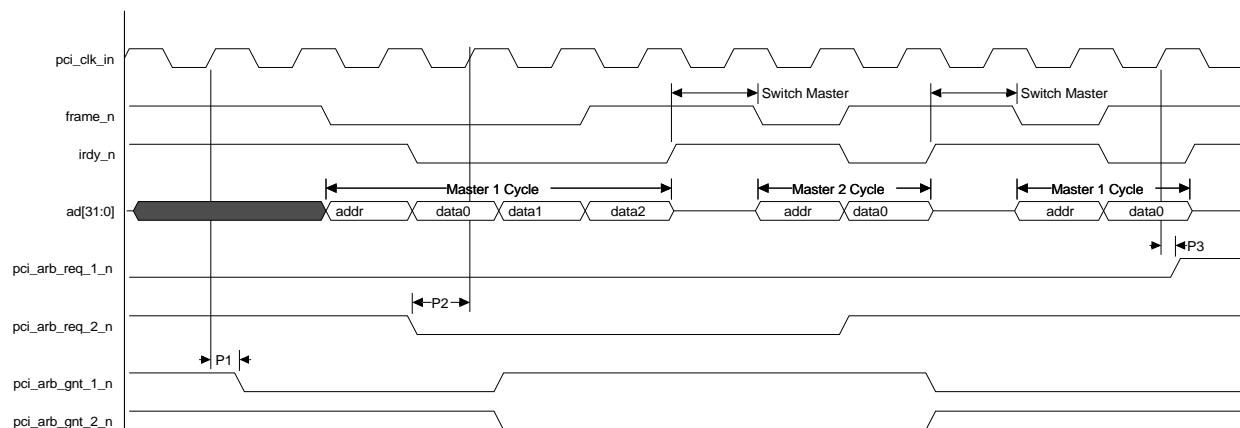 pci_clk_in
Switch Master Switch Master
frame_n
irdy_n
Master 1 Cycle Master 2 Cycle Master 1 Cycle
ad[31:0] addr data0 data1 data2 addr data0 addr data0
P3
pci_arb_req_1_n
P2
pci_arb_req_2_n
P1
pci_arb_gnt_1_n
pci_arb_gnt_2_n